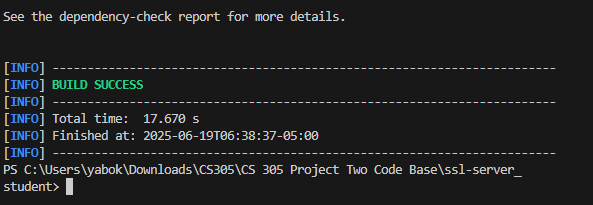 See the dependency-check report for more details.
[INFO] ------------------------------------------------------------------------
[INFO] BUILD SUCCESS
[INFO] ------------------------------------------------------------------------
[INFO] Total time:  17.670 s
[INFO] Finished at: 2025-06-19T06:38:37-05:00
[INFO] ------------------------------------------------------------------------
PS C:\Users\yabok\Downloads\CS305\CS 305 Project Two Code Base\ssl-server_
student>